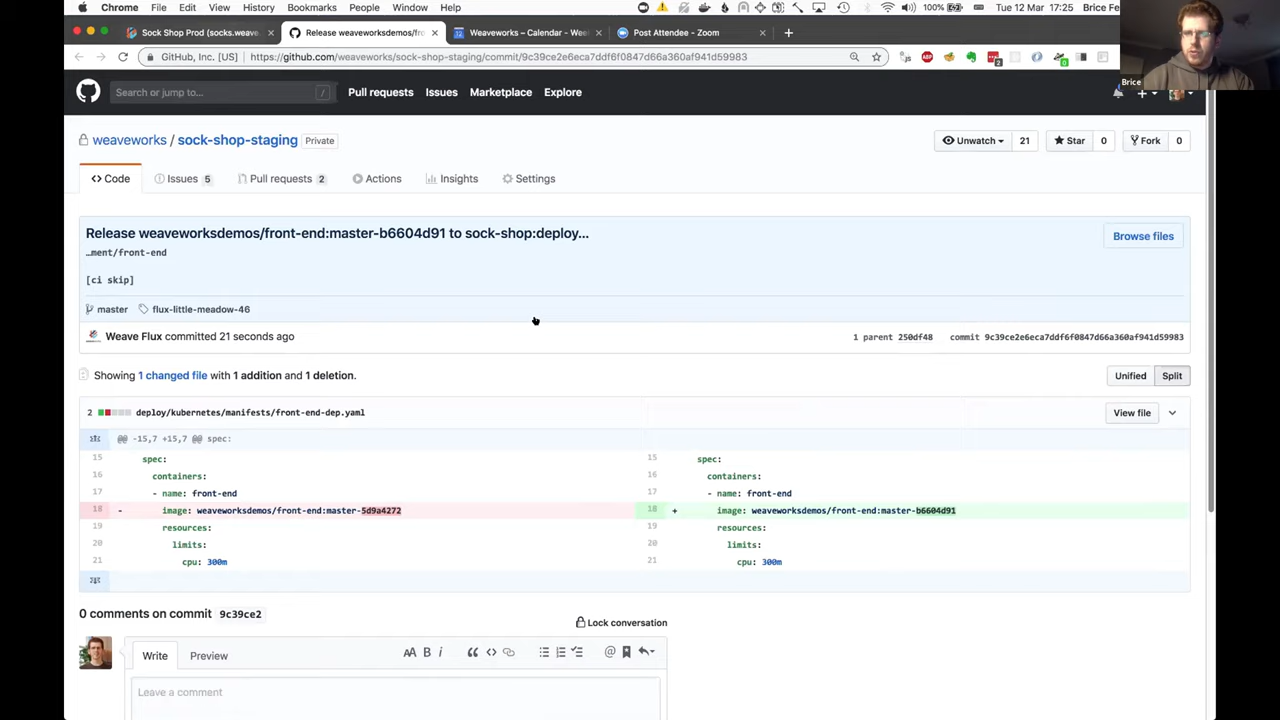 Chrome File Edit View History Bookmarks People Window Help 100% Tue 12 Mar 17:25 Brice Fe
Sock Shop Prod (socks.weave. × Release weaveworksdemos/fro × Weaveworks – Calendar - Wee × Post Attendee - Zoom × +
GitHub, Inc. [US] https://github.com/weaveworks/sock-shop-staging/commit/9c39ce2e6eca7ddf6f0847d66a360af941d59983
Brice
Search or jump to... / Pull requests Issues Marketplace Explore
weaveworks / sock-shop-staging Private Unwatch 21 Star 0 Fork 0
Code Issues 5 Pull requests 2 Actions Insights Settings
Release weaveworksdemos/front-end:master-b6604d91 to sock-shop:deploy... Browse files
…ment/front-end
[ci skip]
master flux-little-meadow-46
Weave Flux committed 21 seconds ago 1 parent 250df48 commit 9c39ce2e6eca7ddf6f0847d66a360af941d59983
Showing 1 changed file with 1 addition and 1 deletion. Unified Split
2 deploy/kubernetes/manifests/front-end-dep.yaml View file
@@ -15,7 +15,7 @@ spec:
15 spec: 15 spec:
16 containers: 16 containers:
17 - name: front-end 17 - name: front-end
18 - image: weaveworksdemos/front-end:master-5d9a4272 18 + image: weaveworksdemos/front-end:master-b6604d91
19 resources: 19 resources:
20 limits: 20 limits:
21 cpu: 300m 21 cpu: 300m
0 comments on commit 9c39ce2 Lock conversation
Write Preview AA B i @
Leave a comment